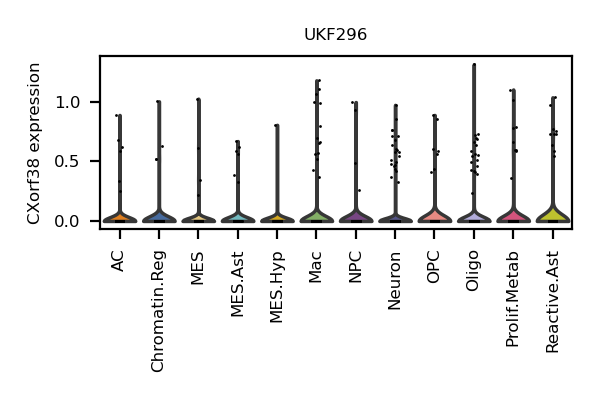 UKF296
CXorf38 expression
1.0
0.5
0.0
AC
Chromatin.Reg
MES
MES.Ast
MES.Hyp
Mac
NPC
Neuron
OPC
Oligo
Prolif.Metab
Reactive.Ast